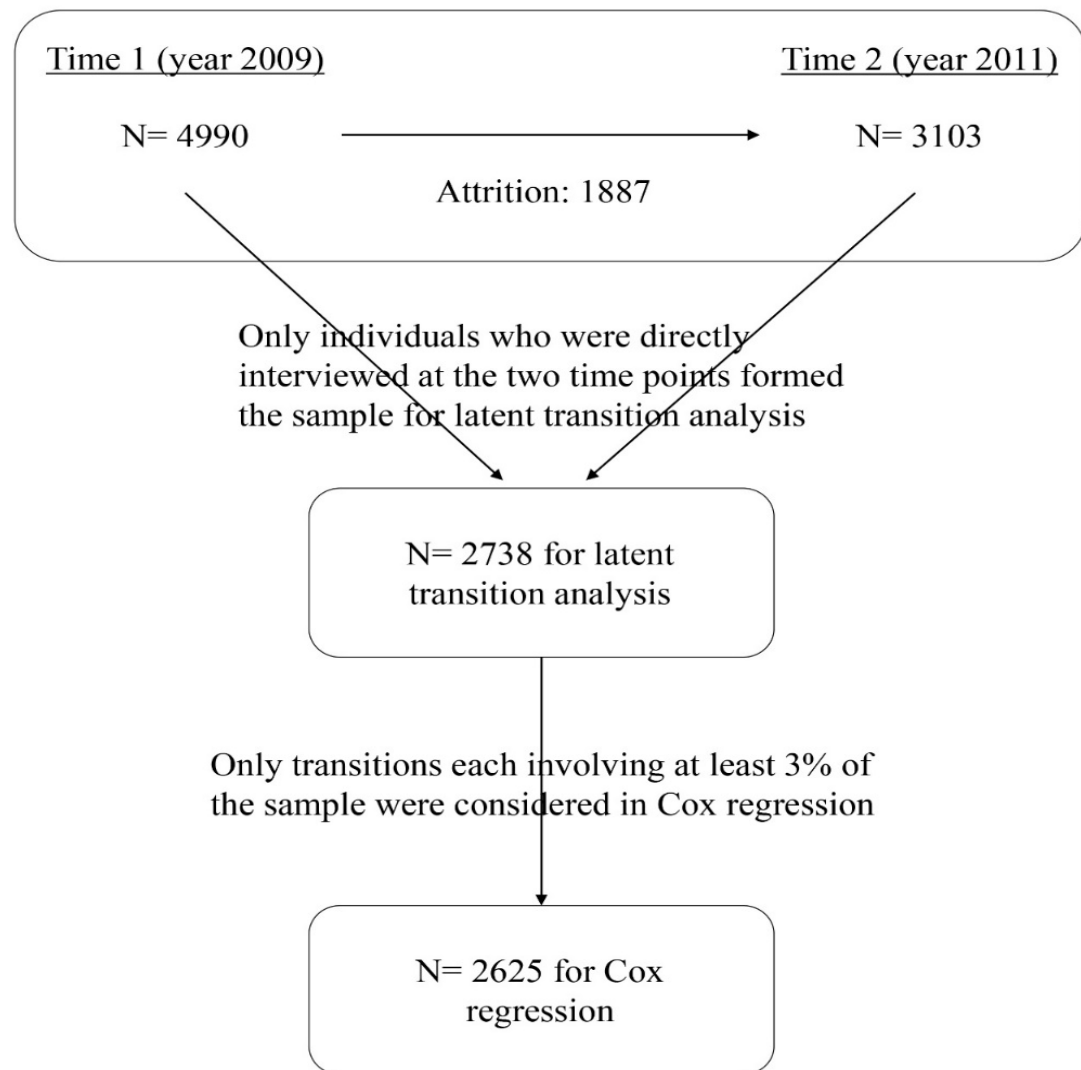 Time 1 (year 2009)
Time 2 (year 2011)
N= 4990
N= 3103
Attrition: 1887
Only individuals who were directly
interviewed at the two time points formed
the sample for latent transition analysis
N= 2738 for latent
transition analysis
Only transitions each involving at least 3% of
the sample were considered in Cox regression
N= 2625 for Cox
regression